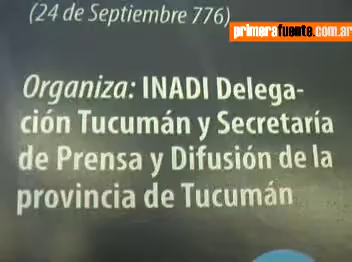 (24 de Septiembre 776)
primerafuente.com.ar
Organiza: INADI Delega-
ción Tucumán y Secretaría
de Prensa y Difusión de la
provincia de Tucumán